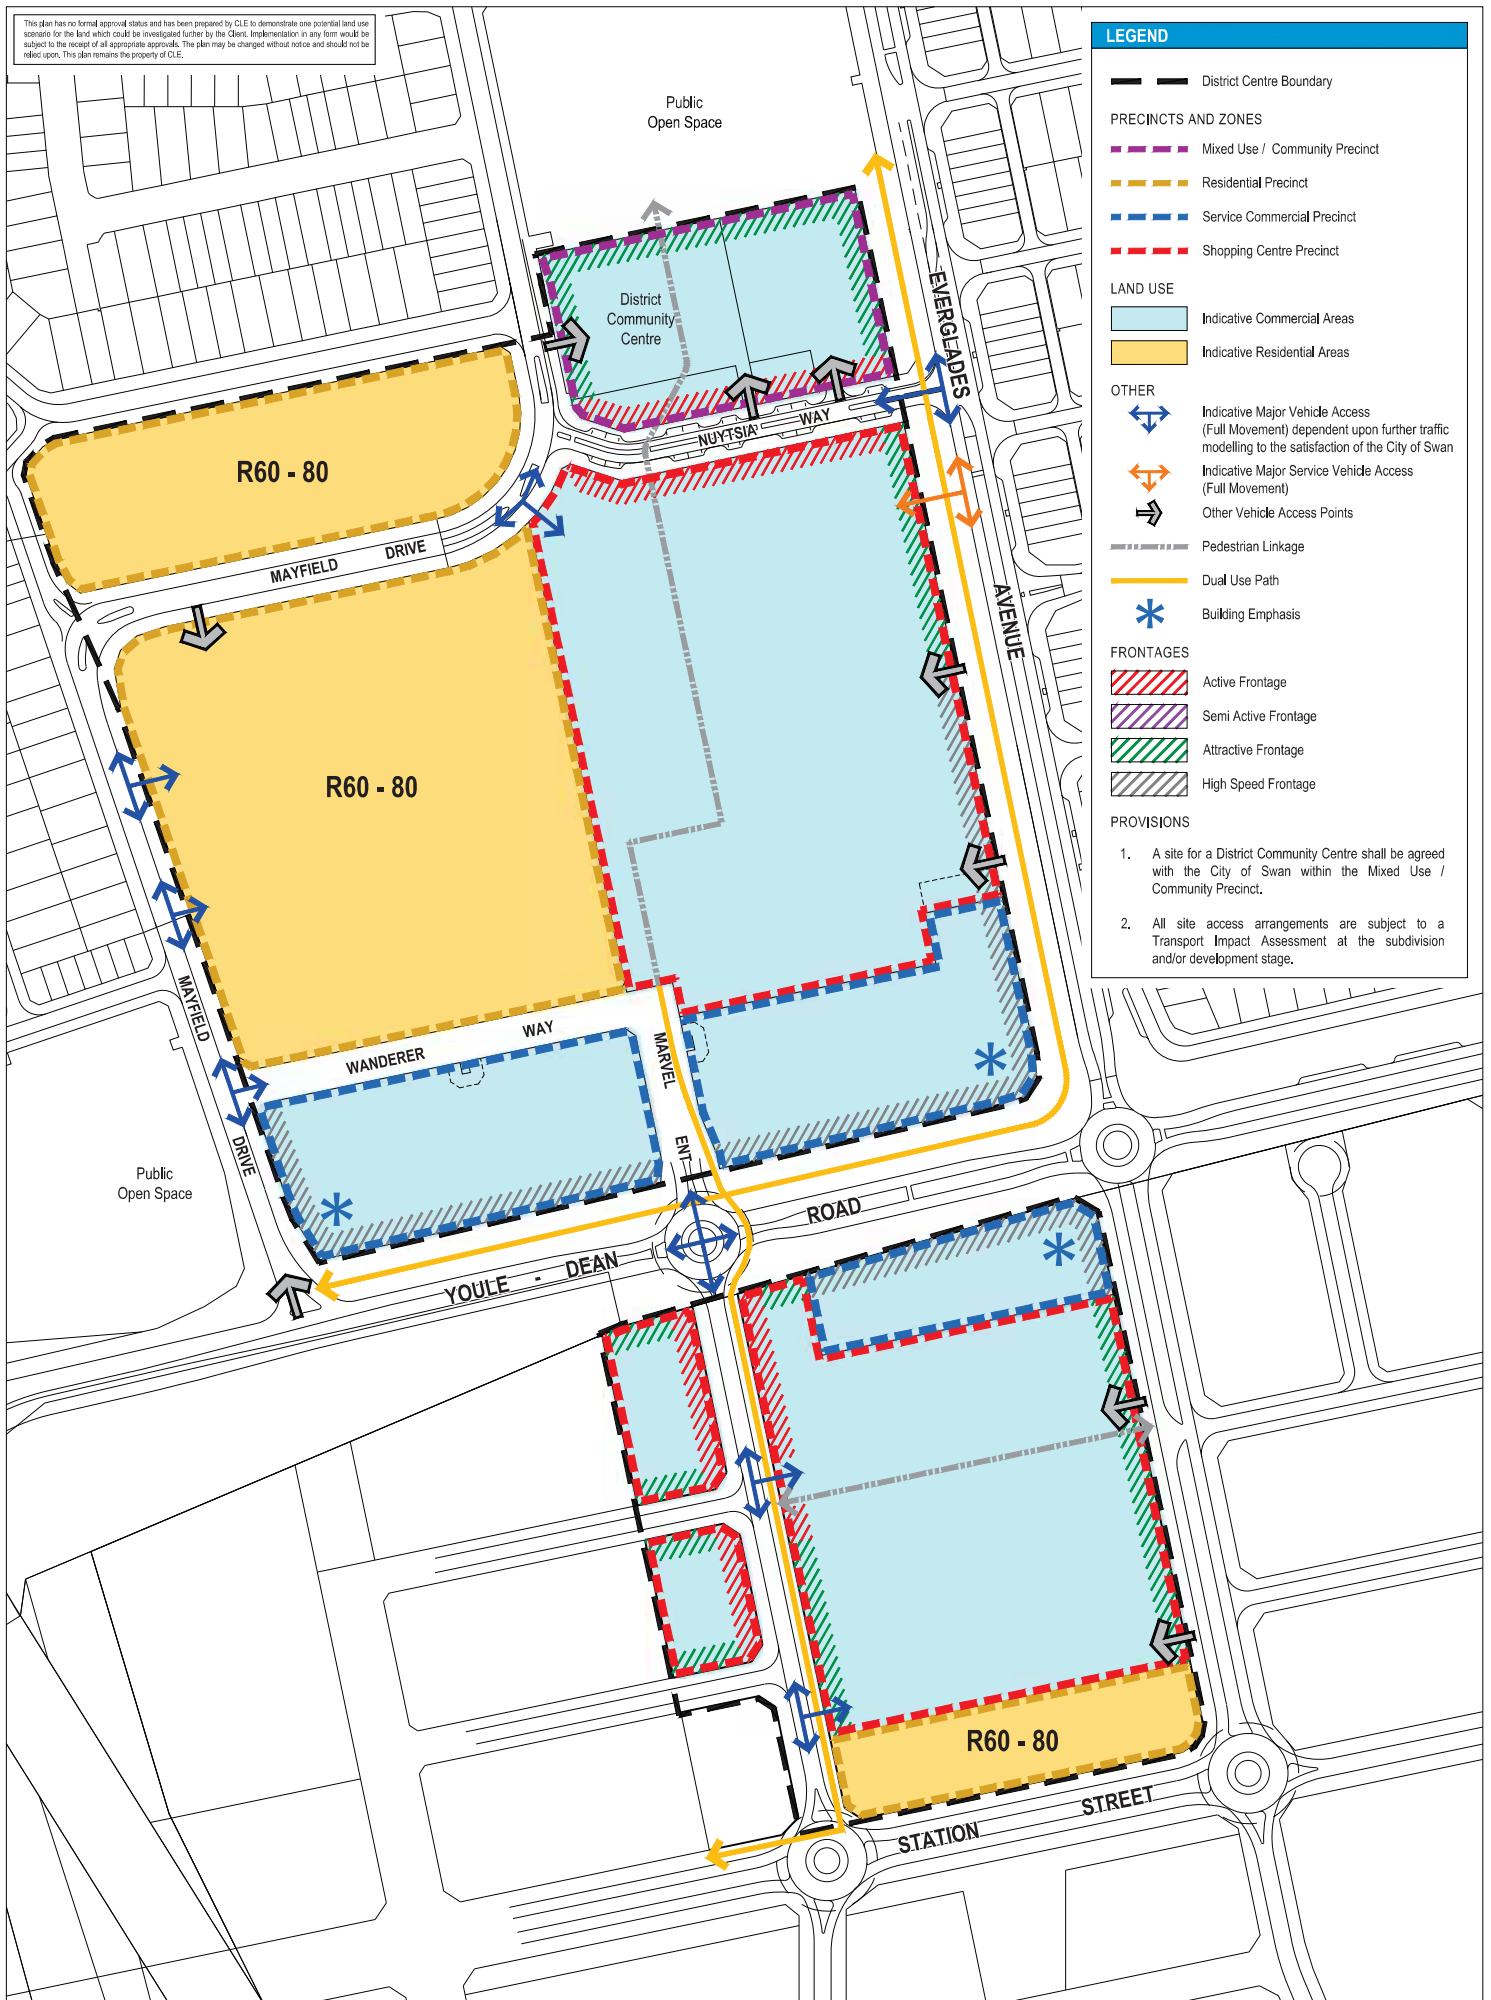 This plan has no formal approval status and has been prepared by CLE to demonstrate one potential land use
scenario for the land which could be investigated further by the Client. Implementation in any form would be
subject to the receipt of all appropriate approvals. The plan may be changed without notice and should not be
relied upon. This plan remains the property of CLE.
Public
Open Space
District
Community
Centre
EVERGLADES
AVENUE
NUYTSIA WAY
R60 - 80
MAYFIELD DRIVE
R60 - 80
MAYFIELD
DRIVE
WANDERER WAY
MARVEL
ENT
Public
Open Space
YOULE - DEAN
ROAD
R60 - 80
STATION STREET
LEGEND
District Centre Boundary
PRECINCTS AND ZONES
Mixed Use / Community Precinct
Residential Precinct
Service Commercial Precinct
Shopping Centre Precinct
LAND USE
Indicative Commercial Areas
Indicative Residential Areas
OTHER
Indicative Major Vehicle Access
(Full Movement) dependent upon further traffic
modelling to the satisfaction of the City of Swan
Indicative Major Service Vehicle Access
(Full Movement)
Other Vehicle Access Points
Pedestrian Linkage
Dual Use Path
Building Emphasis
FRONTAGES
Active Frontage
Semi Active Frontage
Attractive Frontage
High Speed Frontage
PROVISIONS
1. A site for a District Community Centre shall be agreed
with the City of Swan within the Mixed Use /
Community Precinct.
2. All site access arrangements are subject to a
Transport Impact Assessment at the subdivision
and/or development stage.